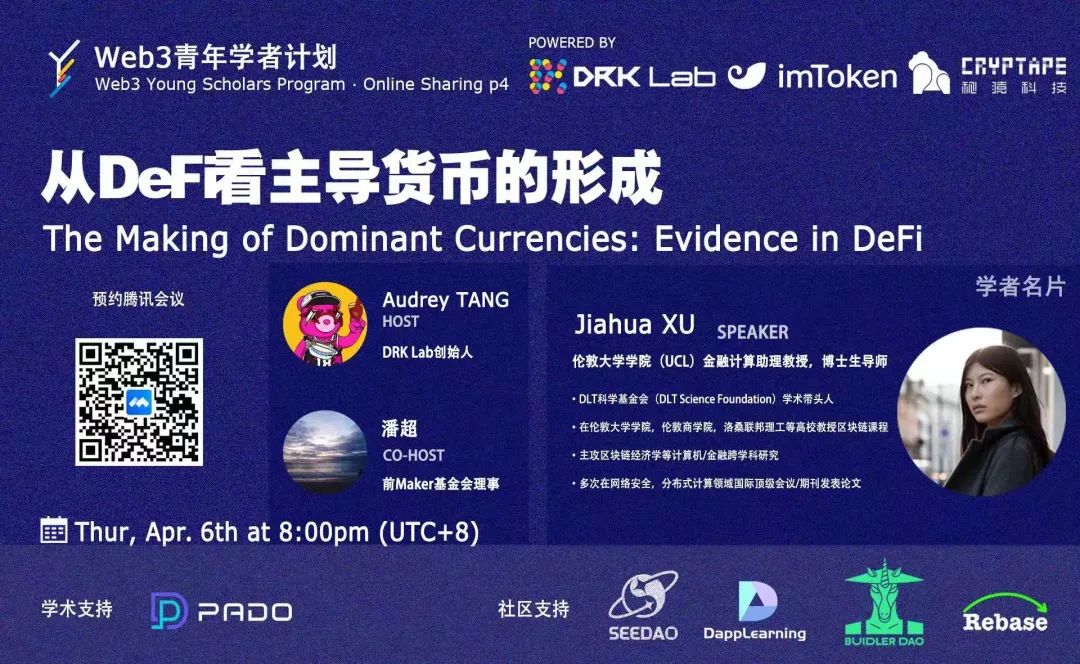 Web3青年学者计划
Web3 Young Scholars Program · Online Sharing p4
POWERED BY
DRK Lab
imToken
CRYPTAPE
秘猿科技
从DeFi看主导货币的形成
The Making of Dominant Currencies: Evidence in DeFi
预约腾讯会议
Audrey TANG
HOST
DRK Lab创始人
潘超
CO-HOST
前Maker基金会理事
学者名片
Jiahua XU SPEAKER
伦敦大学学院（UCL）金融计算助理教授，博士生导师
• DLT科学基金会（DLT Science Foundation）学术带头人
• 在伦敦大学学院，伦敦商学院，洛桑联邦理工等高校教授区块链课程
• 主攻区块链经济学等计算机/金融跨学科研究
• 多次在网络安全，分布式计算领域国际顶级会议/期刊发表论文
Thur, Apr. 6th at 8:00pm (UTC+8)
学术支持
PADO
社区支持
SEEDAO
DappLearning
BUIDLER DAO
Rebase